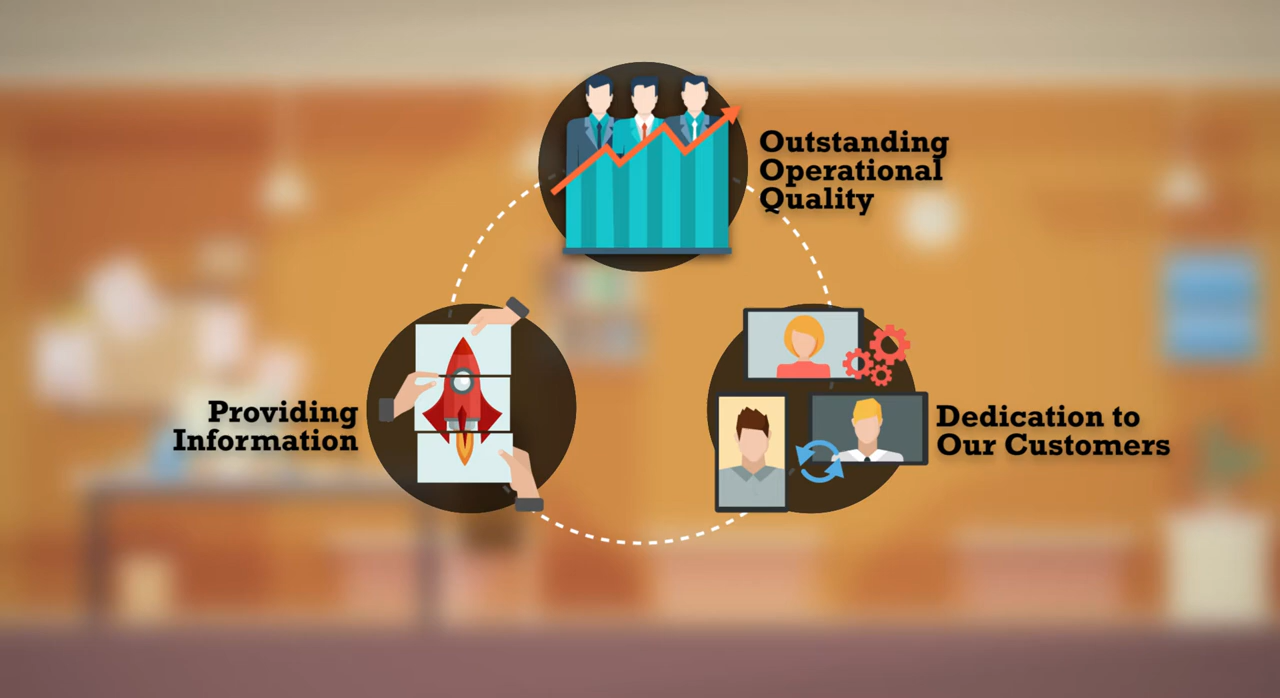 Outstanding
Operational
Quality
Providing
Information
Dedication to
Our Customers